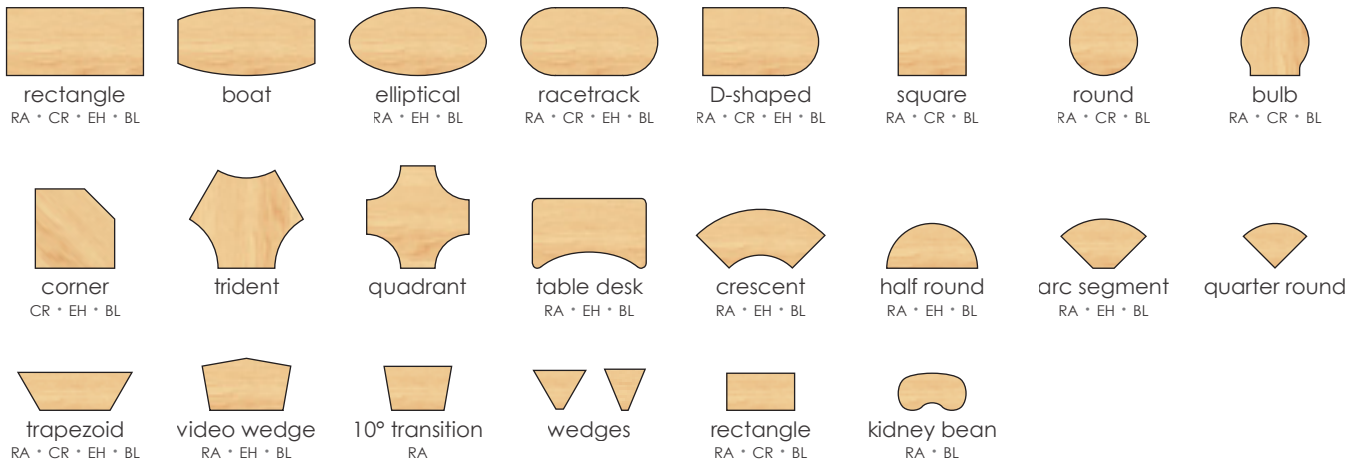 rectangle boat elliptical racetrack D-shaped square round bulb
RA • CR • EH • BL RA • EH • BL RA • CR • EH • BL RA • CR • EH • BL RA • CR • BL RA • CR • BL RA • CR • BL
corner trident quadrant table desk crescent half round arc segment quarter round
CR • EH • BL RA • EH • BL RA • EH • BL RA • EH • BL RA • EH • BL
trapezoid video wedge 10° transition wedges rectangle kidney bean
RA • CR • EH • BL RA • EH • BL RA RA • CR • BL RA • BL